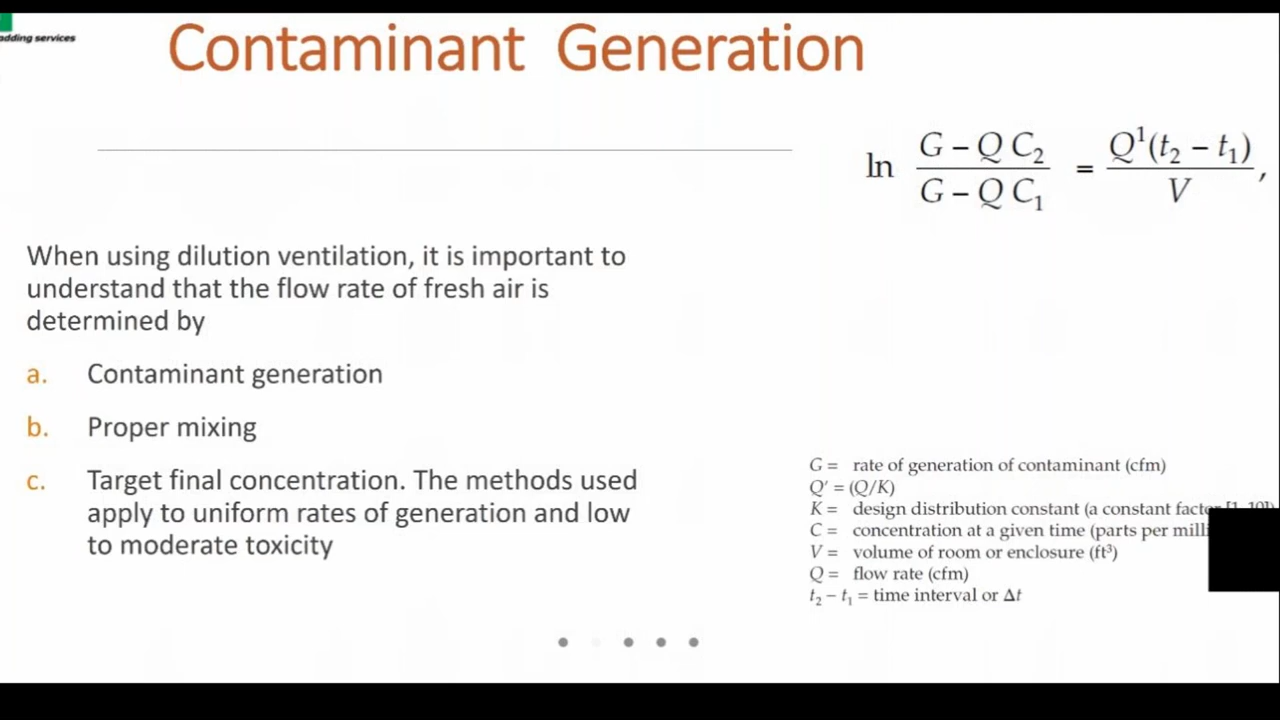 adding services
Contaminant Generation
ln (G – Q C₂)/(G – Q C₁) = Q¹(t₂ – t₁)/V,
When using dilution ventilation, it is important to
understand that the flow rate of fresh air is
determined by
a. Contaminant generation
b. Proper mixing
c. Target final concentration. The methods used
apply to uniform rates of generation and low
to moderate toxicity
G = rate of generation of contaminant (cfm)
Q′ = (Q/K)
K = design distribution constant (a constant
C = concentration at a given time (parts per
V = volume of room or enclosure (ft³)
Q = flow rate (cfm)
t₂ – t₁ = time interval or Δt